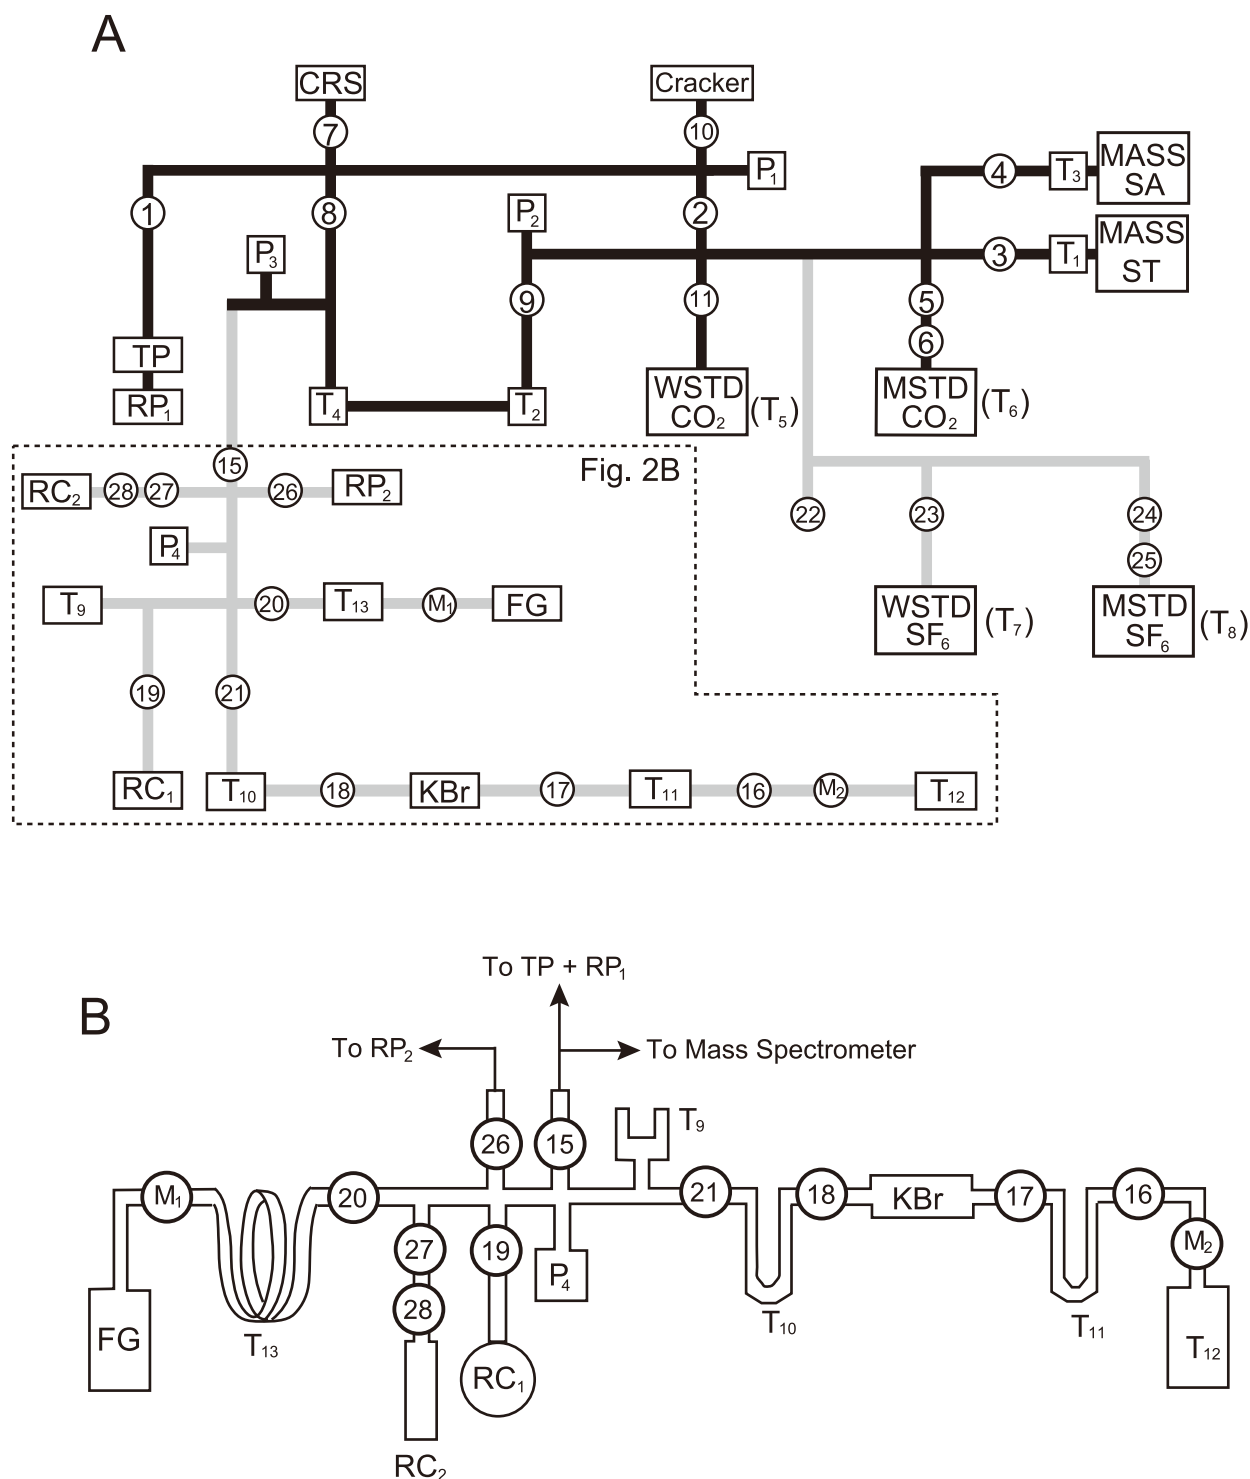 A
CRS
Cracker
7
10
P1
4
T3
MASS
SA
1
8
P2
2
MASS
ST
P3
3
T1
9
11
5
6
TP
RP1
T4
T2
WSTD
CO2
(T5)
MSTD
CO2
(T6)
15
Fig. 2B
RC2
28
27
26
RP2
22
23
24
P4
25
T9
20
T13
M1
FG
WSTD
SF6
(T7)
MSTD
SF6
(T8)
19
21
RC1
T10
18
KBr
17
T11
16
M2
T12
B
To TP + RP1
To RP2
To Mass Spectrometer
T9
26
15
M1
20
21
18
KBr
17
16
27
19
P4
M2
28
FG
T13
T10
T11
T12
RC1
RC2